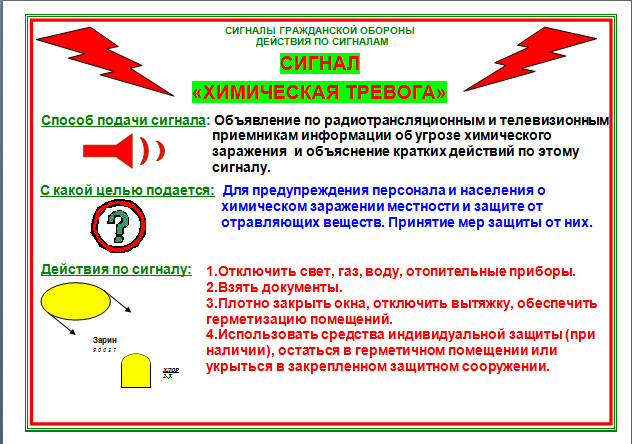 СИГНАЛЫ ГРАЖДАНСКОЙ ОБОРОНЫ
ДЕЙСТВИЯ ПО СИГНАЛАМ
СИГНАЛ
«ХИМИЧЕСКАЯ ТРЕВОГА»
Способ подачи сигнала: Объявление по радиотрансляционным и телевизионным
приемникам информации об угрозе химического
заражения и объяснение кратких действий по этому
сигналу.
С какой целью подается: Для предупреждения персонала и населения о
химическом заражении местности и защите от
отравляющих веществ. Принятие мер защиты от них.
?
Действия по сигналу: 1.Отключить свет, газ, воду, отопительные приборы.
2.Взять документы.
3.Плотно закрыть окна, отключить вытяжку, обеспечить
герметизацию помещений.
4.Использовать средства индивидуальной защиты (при
наличии), остаться в герметичном помещении или
укрыться в закрепленном защитном сооружении.
Зарин
ХЛОР